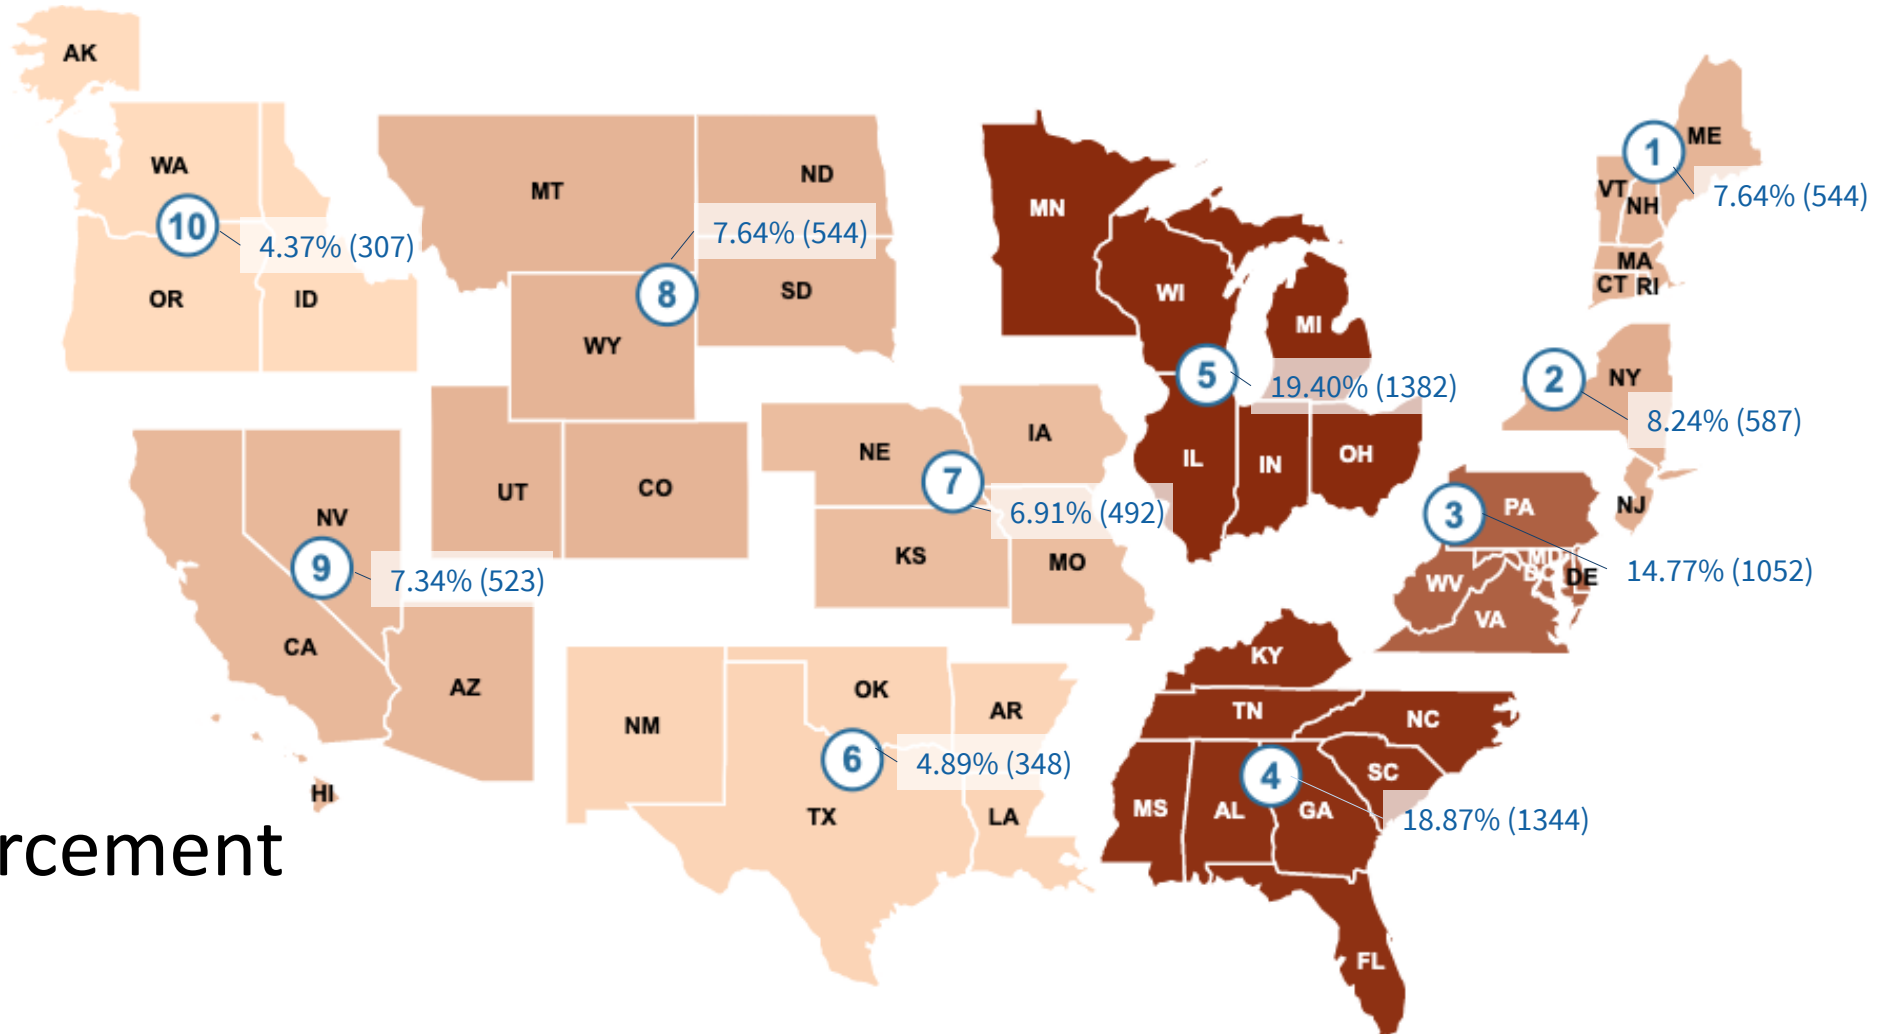 AK
WA
10
4.37% (307)
OR
ID
MT
ND
7.64% (544)
8
SD
WY
UT
CO
NV
9
7.34% (523)
CA
AZ
HI
NE
IA
7
6.91% (492)
KS
MO
NM
OK
AR
6
4.89% (348)
TX
LA
MN
WI
MI
5
19.40% (1382)
IL
IN
OH
1
ME
7.64% (544)
VT
NH
MA
CT
RI
2
NY
8.24% (587)
NJ
3
PA
14.77% (1052)
MD
DC
DE
WV
VA
KY
TN
NC
SC
4
MS
AL
GA
18.87% (1344)
FL
rcement